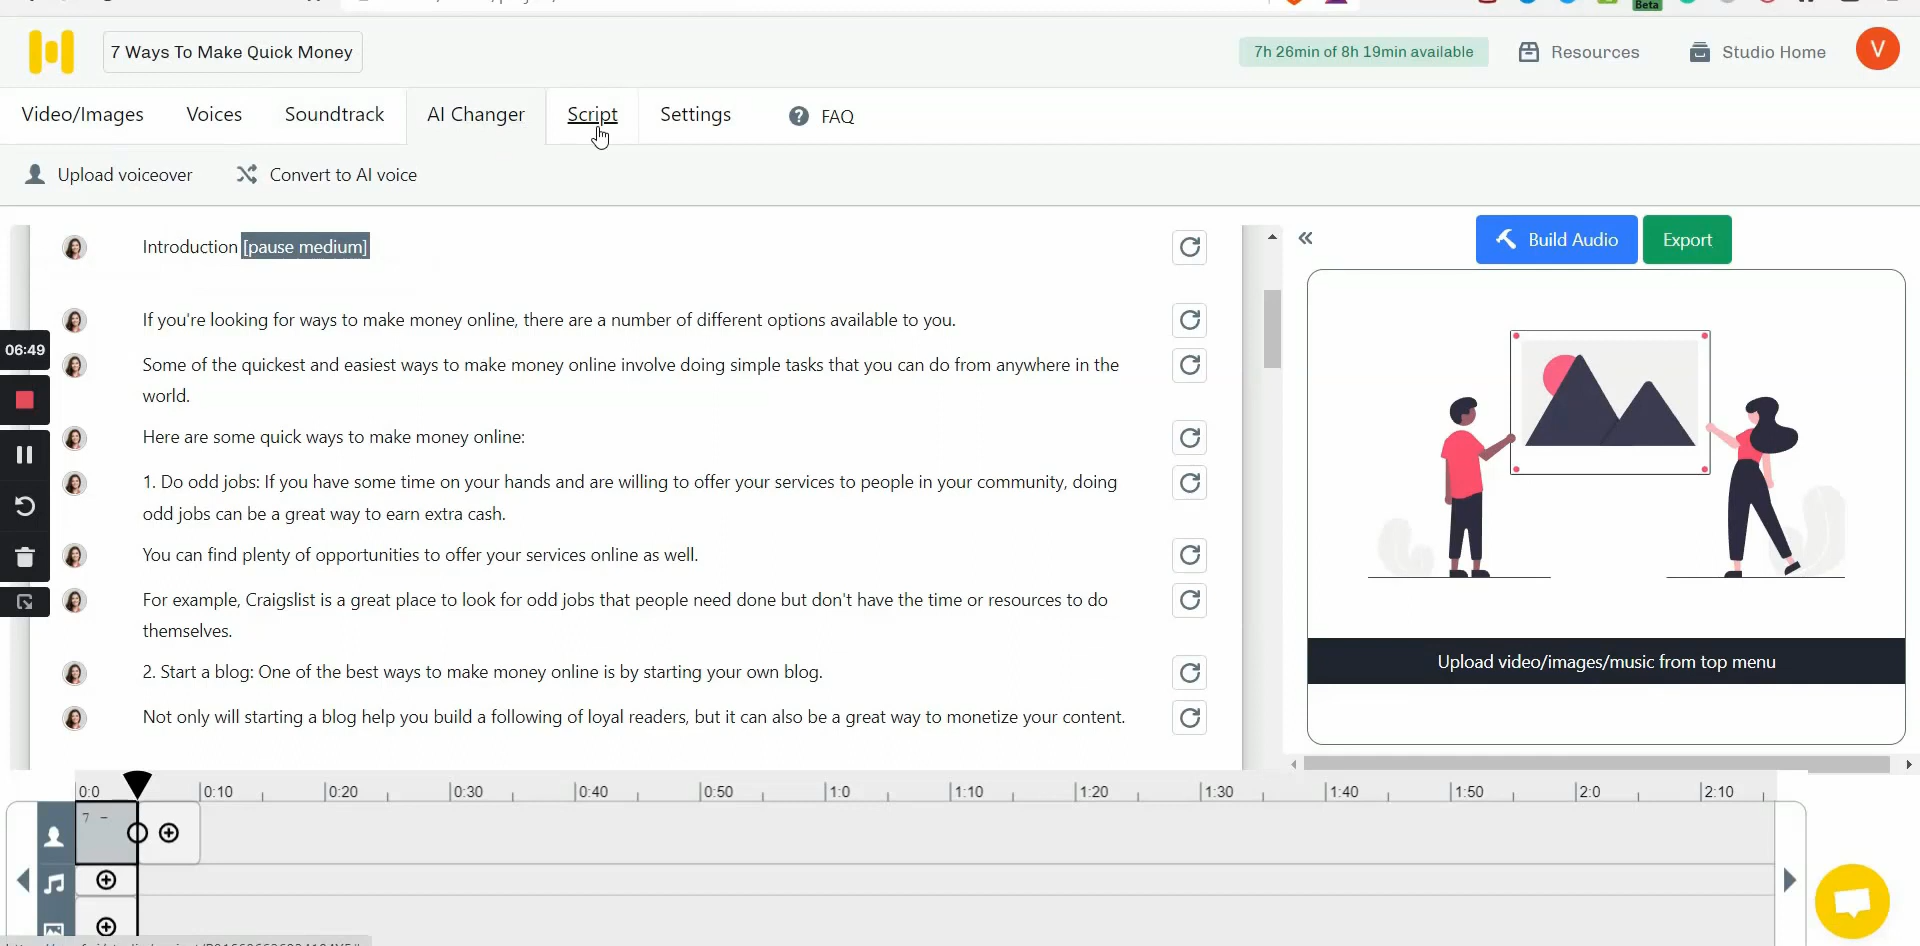 Beta
7 Ways To Make Quick Money
7h 26min of 8h 19min available
Resources
Studio Home
V
Video/Images
Voices
Soundtrack
AI Changer
Script
Settings
? FAQ
Upload voiceover
Convert to AI voice
Introduction [pause medium]
If you're looking for ways to make money online, there are a number of different options available to you.
Some of the quickest and easiest ways to make money online involve doing simple tasks that you can do from anywhere in the
world.
Here are some quick ways to make money online:
1. Do odd jobs: If you have some time on your hands and are willing to offer your services to people in your community, doing
odd jobs can be a great way to earn extra cash.
You can find plenty of opportunities to offer your services online as well.
For example, Craigslist is a great place to look for odd jobs that people need done but don't have the time or resources to do
themselves.
2. Start a blog: One of the best ways to make money online is by starting your own blog.
Not only will starting a blog help you build a following of loyal readers, but it can also be a great way to monetize your content.
06:49
Build Audio
Export
Upload video/images/music from top menu
0:0
0:10
0:20
0:30
0:40
0:50
1:0
1:10
1:20
1:30
1:40
1:50
2:0
2:10
7 -